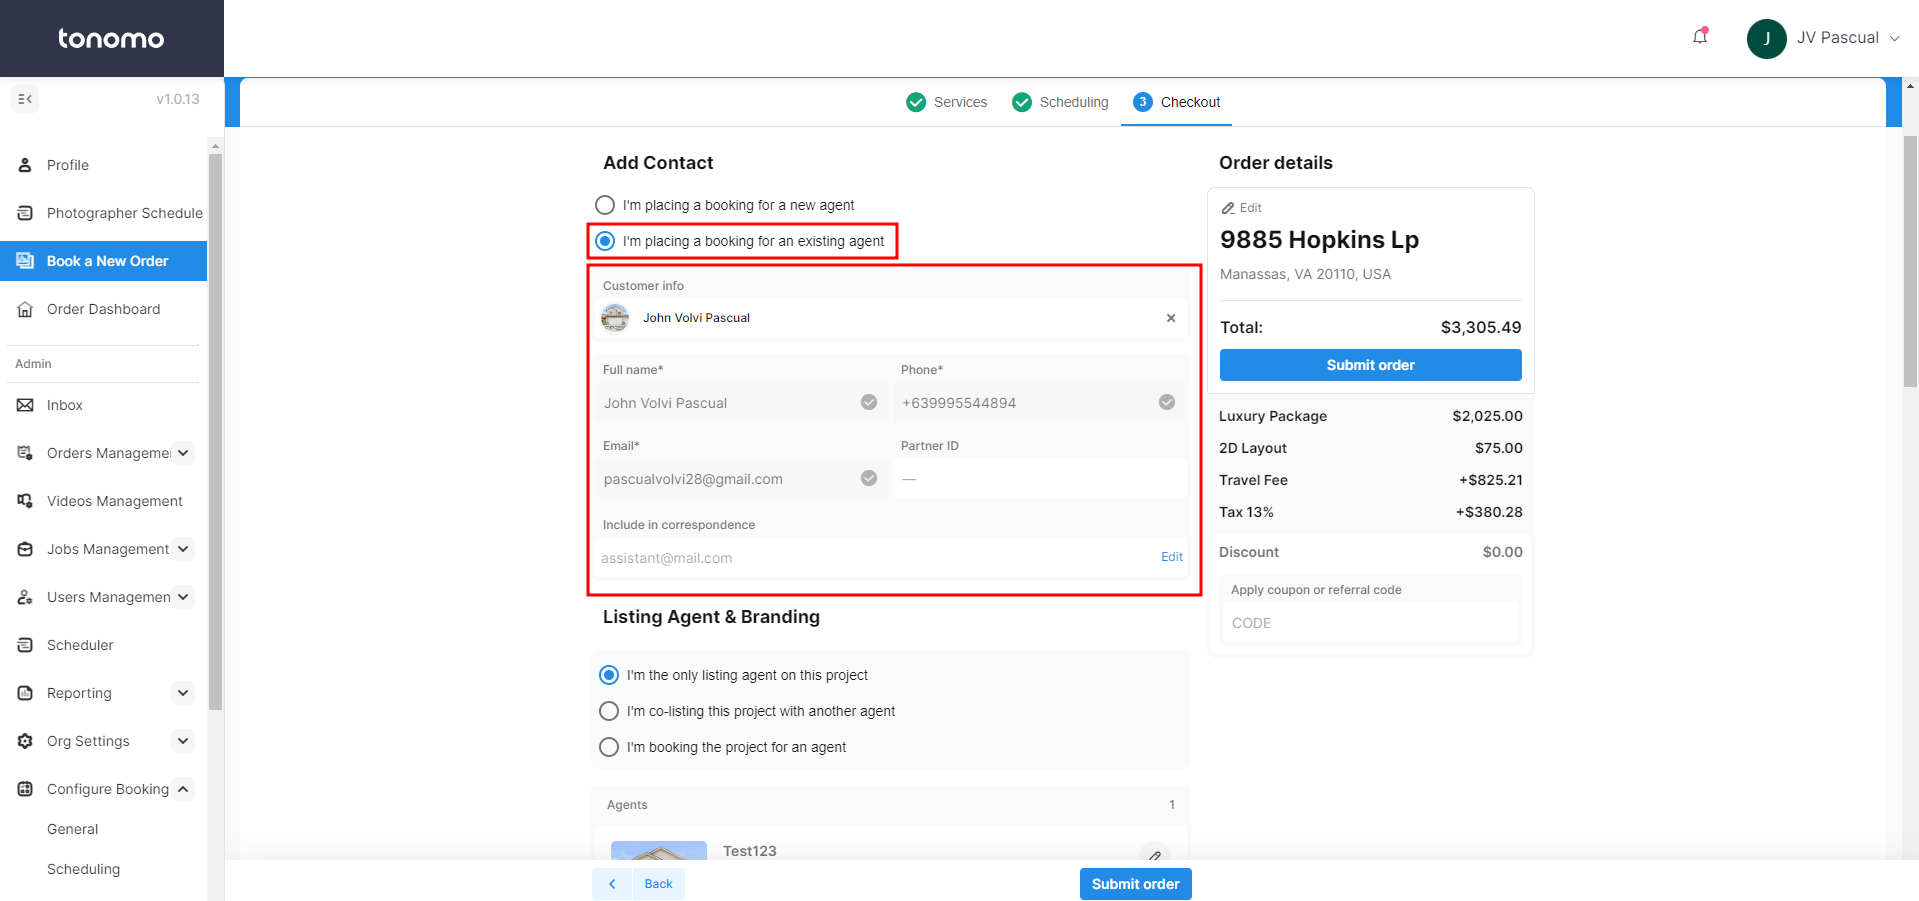 tonomo
J
JV Pascual
v1.0.13
Profile
Photographer Schedule
Book a New Order
Order Dashboard
Admin
Inbox
Orders Manageme
Videos Management
Jobs Management
Users Managemen
Scheduler
Reporting
Org Settings
Configure Booking
General
Scheduling
Services
Scheduling
3 Checkout
Add Contact
I'm placing a booking for a new agent
I'm placing a booking for an existing agent
Customer info
John Volvi Pascual
Full name*
Phone*
John Volvi Pascual
+639995544894
Email*
Partner ID
pascualvolvi28@gmail.com
—
Include in correspondence
assistant@mail.com
Edit
Listing Agent & Branding
I'm the only listing agent on this project
I'm co-listing this project with another agent
I'm booking the project for an agent
Agents 1
Test123
Back
Submit order
Order details
Edit
9885 Hopkins Lp
Manassas, VA 20110, USA
Total: $3,305.49
Submit order
Luxury Package $2,025.00
2D Layout $75.00
Travel Fee +$825.21
Tax 13% +$380.28
Discount $0.00
Apply coupon or referral code
CODE